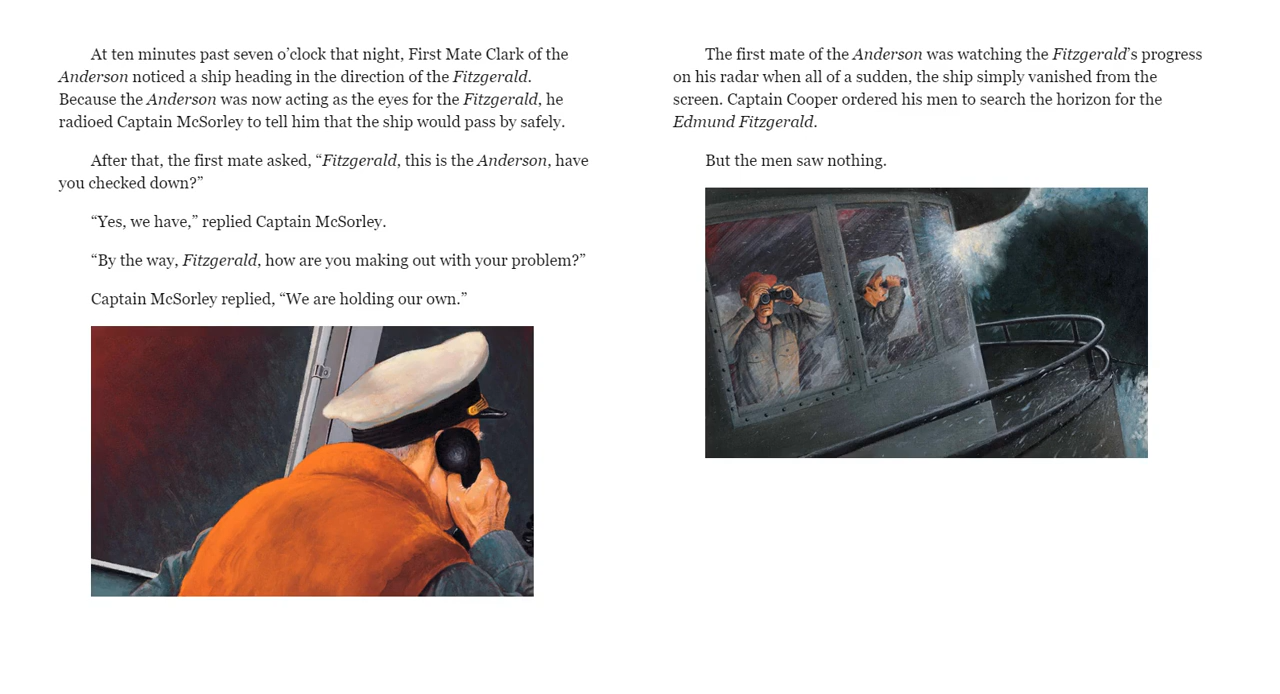 At ten minutes past seven o’clock that night, First Mate Clark of the
Anderson noticed a ship heading in the direction of the Fitzgerald.
Because the Anderson was now acting as the eyes for the Fitzgerald, he
radioed Captain McSorley to tell him that the ship would pass by safely.
After that, the first mate asked, “Fitzgerald, this is the Anderson, have
you checked down?”
“Yes, we have,” replied Captain McSorley.
“By the way, Fitzgerald, how are you making out with your problem?”
Captain McSorley replied, “We are holding our own.”
The first mate of the Anderson was watching the Fitzgerald’s progress
on his radar when all of a sudden, the ship simply vanished from the
screen. Captain Cooper ordered his men to search the horizon for the
Edmund Fitzgerald.
But the men saw nothing.